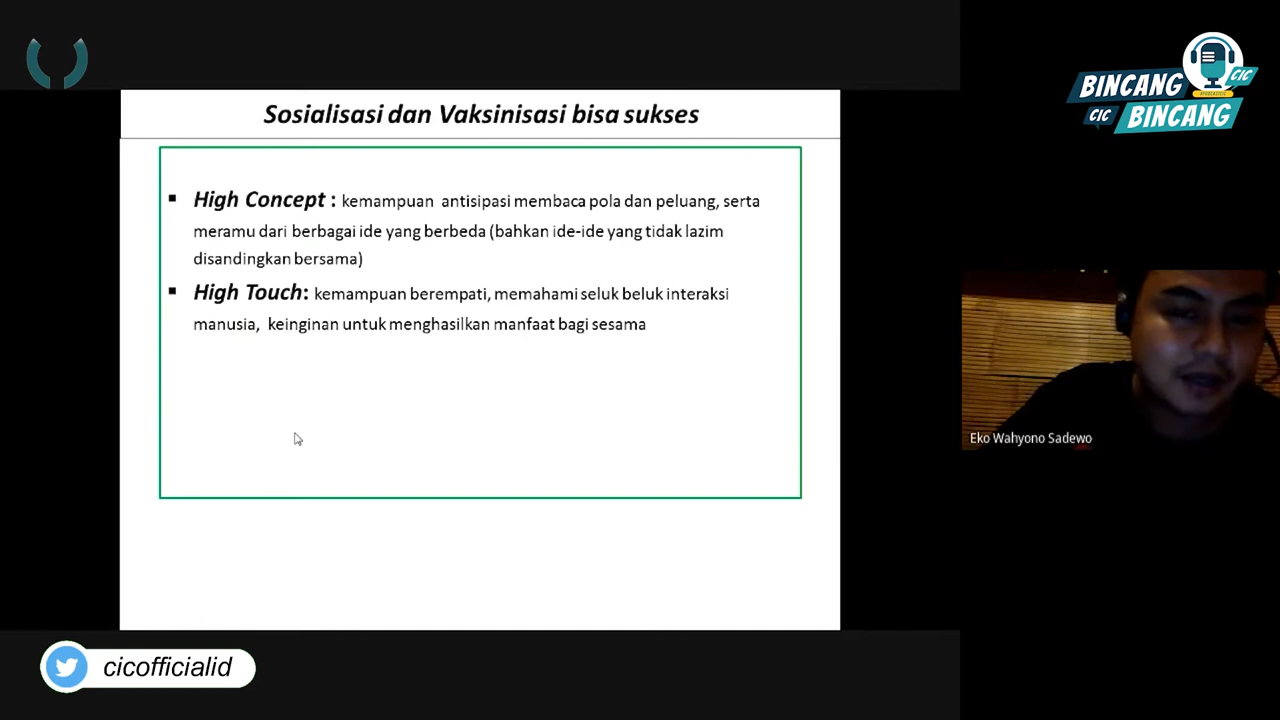 Sosialisasi dan Vaksinisasi bisa sukses
High Concept : kemampuan antisipasi membaca pola dan peluang, serta
meramu dari berbagai ide yang berbeda (bahkan ide-ide yang tidak lazim
disandingkan bersama)
High Touch: kemampuan berempati, memahami seluk beluk interaksi
manusia, keinginan untuk menghasilkan manfaat bagi sesama
BINCANG CIC
CIC BINCANG
#PODCASTCIC
Eko Wahyono Sadewo
cicofficialid